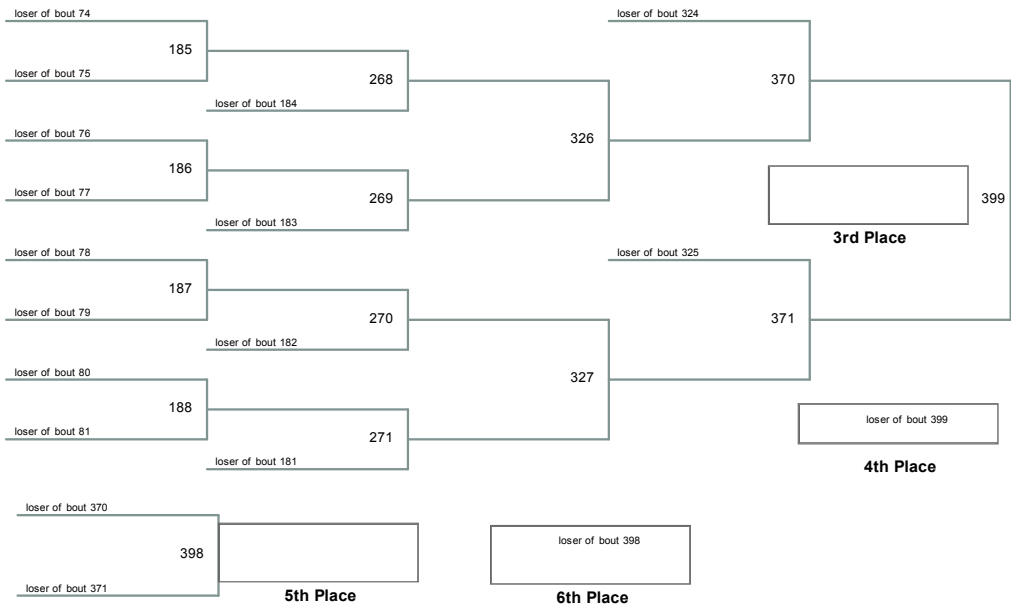 loser of bout 74
loser of bout 324
185
loser of bout 75
268
370
loser of bout 184
loser of bout 76
326
186
loser of bout 77
269
399
loser of bout 183
3rd Place
loser of bout 78
loser of bout 325
187
loser of bout 79
270
371
loser of bout 182
loser of bout 80
327
188
loser of bout 399
loser of bout 81
271
loser of bout 181
4th Place
loser of bout 370
loser of bout 398
398
loser of bout 371
5th Place
6th Place